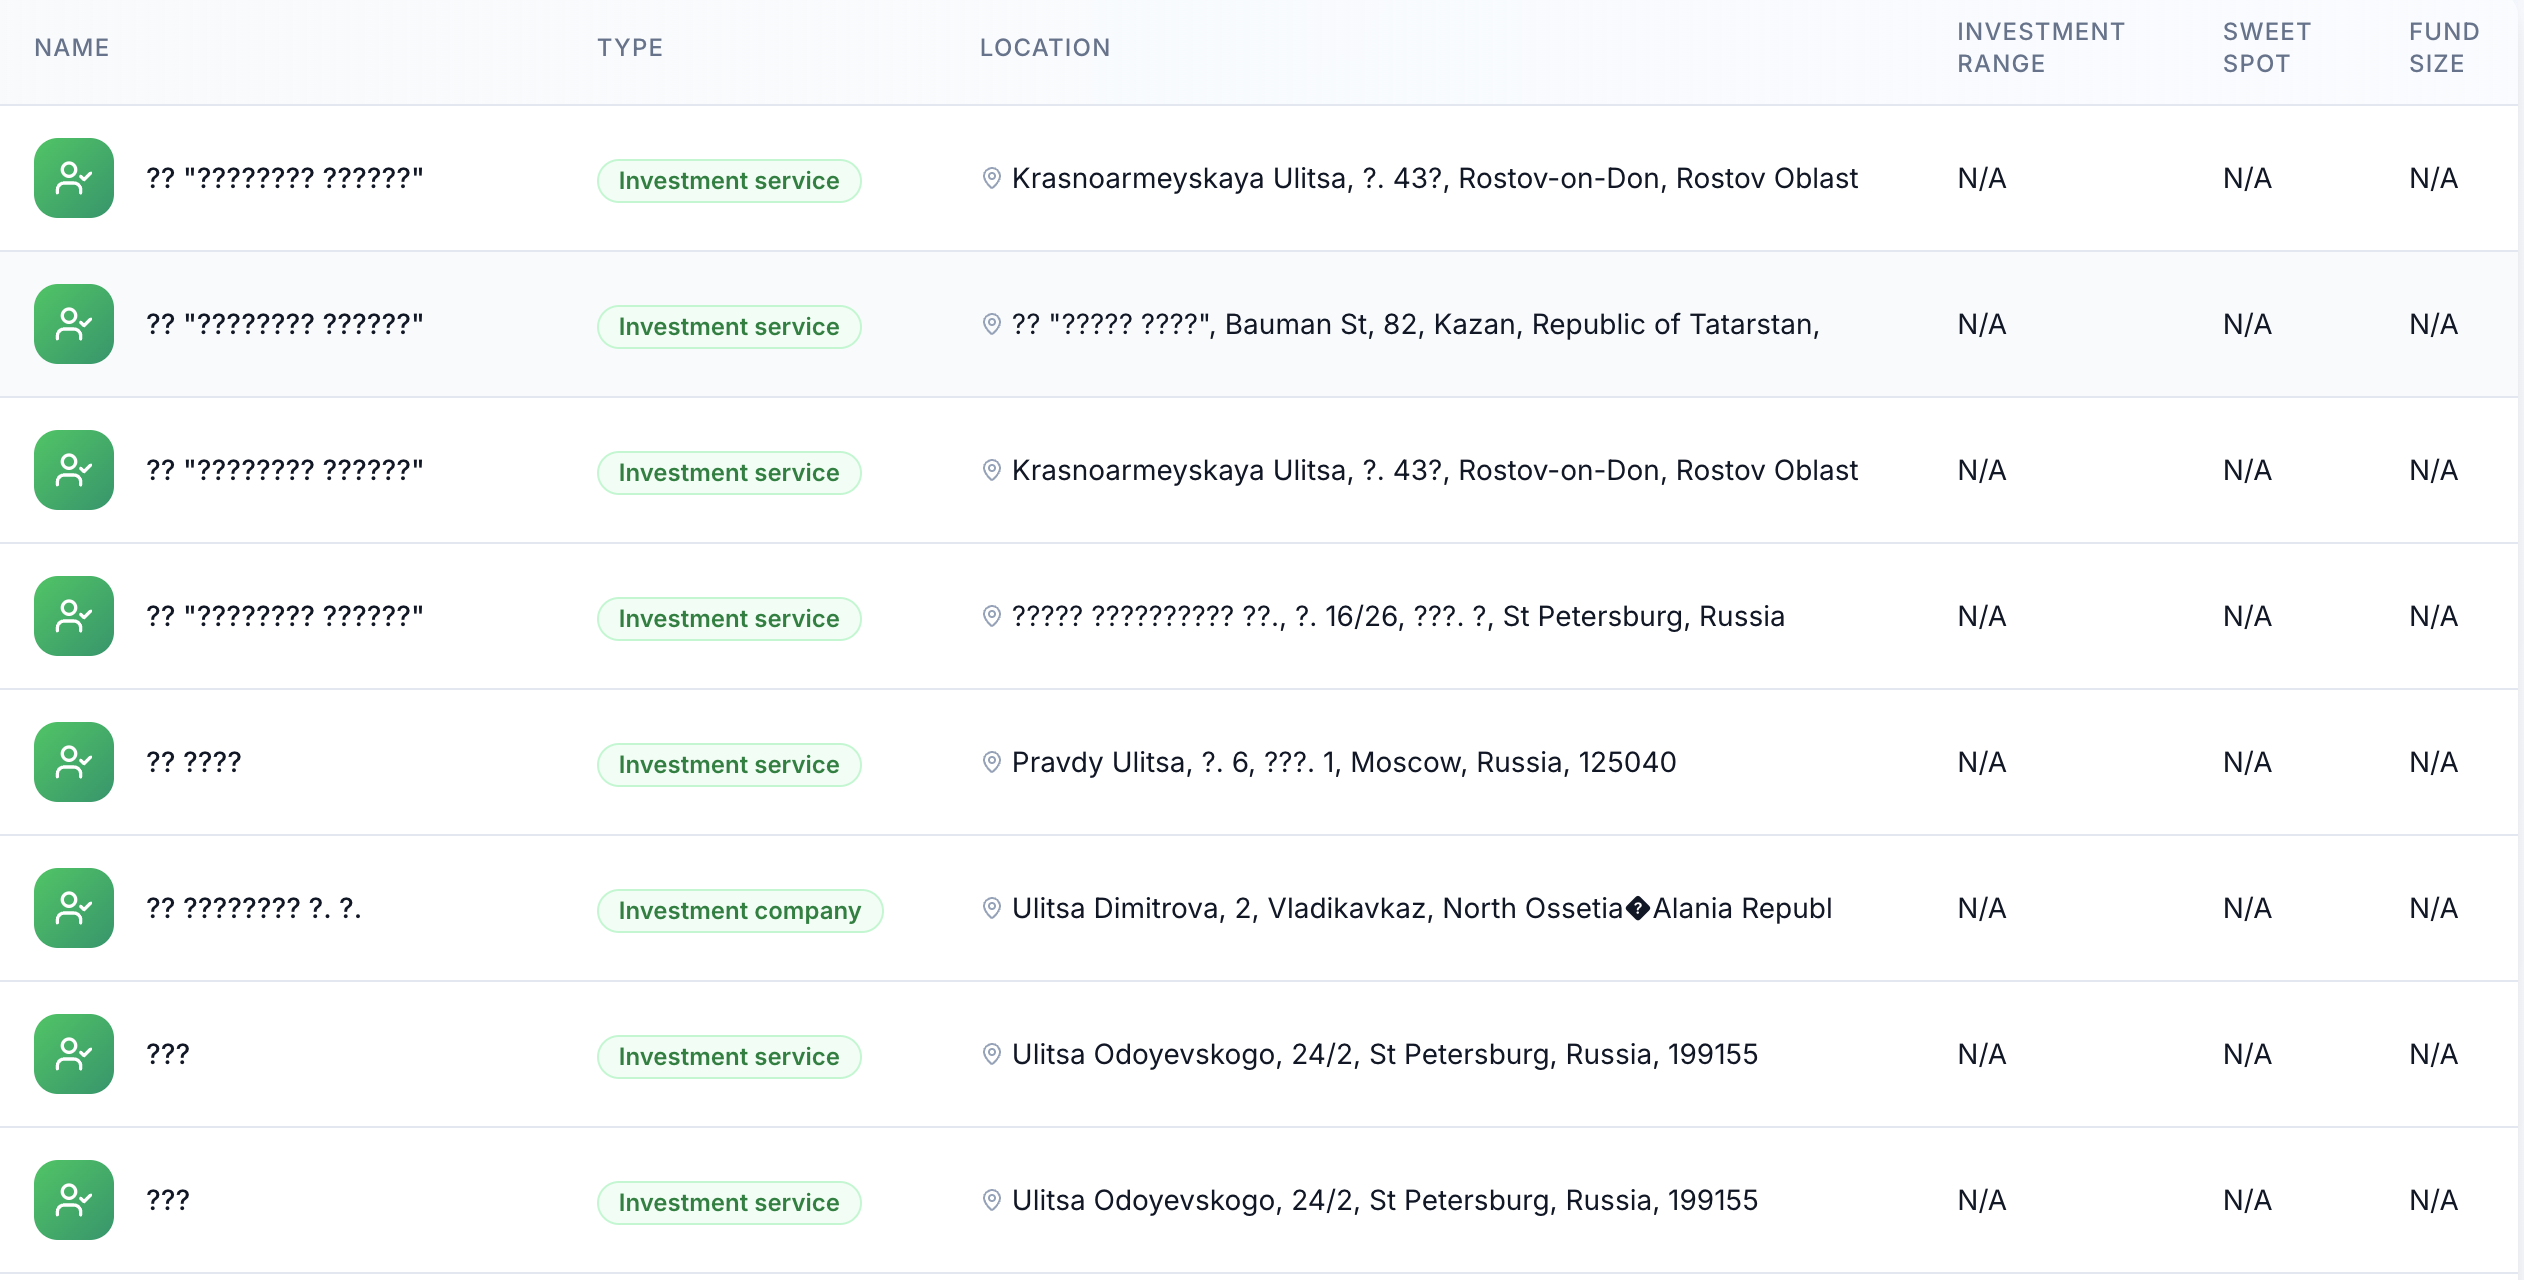 NAME TYPE LOCATION INVESTMENT RANGE SWEET SPOT FUND SIZE
?? "???????? ??????" Investment service Krasnoarmeyskaya Ulitsa, ?. 43?, Rostov-on-Don, Rostov Oblast N/A N/A N/A
?? "???????? ??????" Investment service ?? "????? ????", Bauman St, 82, Kazan, Republic of Tatarstan, N/A N/A N/A
?? "???????? ??????" Investment service Krasnoarmeyskaya Ulitsa, ?. 43?, Rostov-on-Don, Rostov Oblast N/A N/A N/A
?? "???????? ??????" Investment service ????? ?????????? ??., ?. 16/26, ???. ?, St Petersburg, Russia N/A N/A N/A
?? ???? Investment service Pravdy Ulitsa, ?. 6, ???. 1, Moscow, Russia, 125040 N/A N/A N/A
?? ???????? ?. ?. Investment company Ulitsa Dimitrova, 2, Vladikavkaz, North Ossetia�Alania Republ N/A N/A N/A
??? Investment service Ulitsa Odoyevskogo, 24/2, St Petersburg, Russia, 199155 N/A N/A N/A
??? Investment service Ulitsa Odoyevskogo, 24/2, St Petersburg, Russia, 199155 N/A N/A N/A